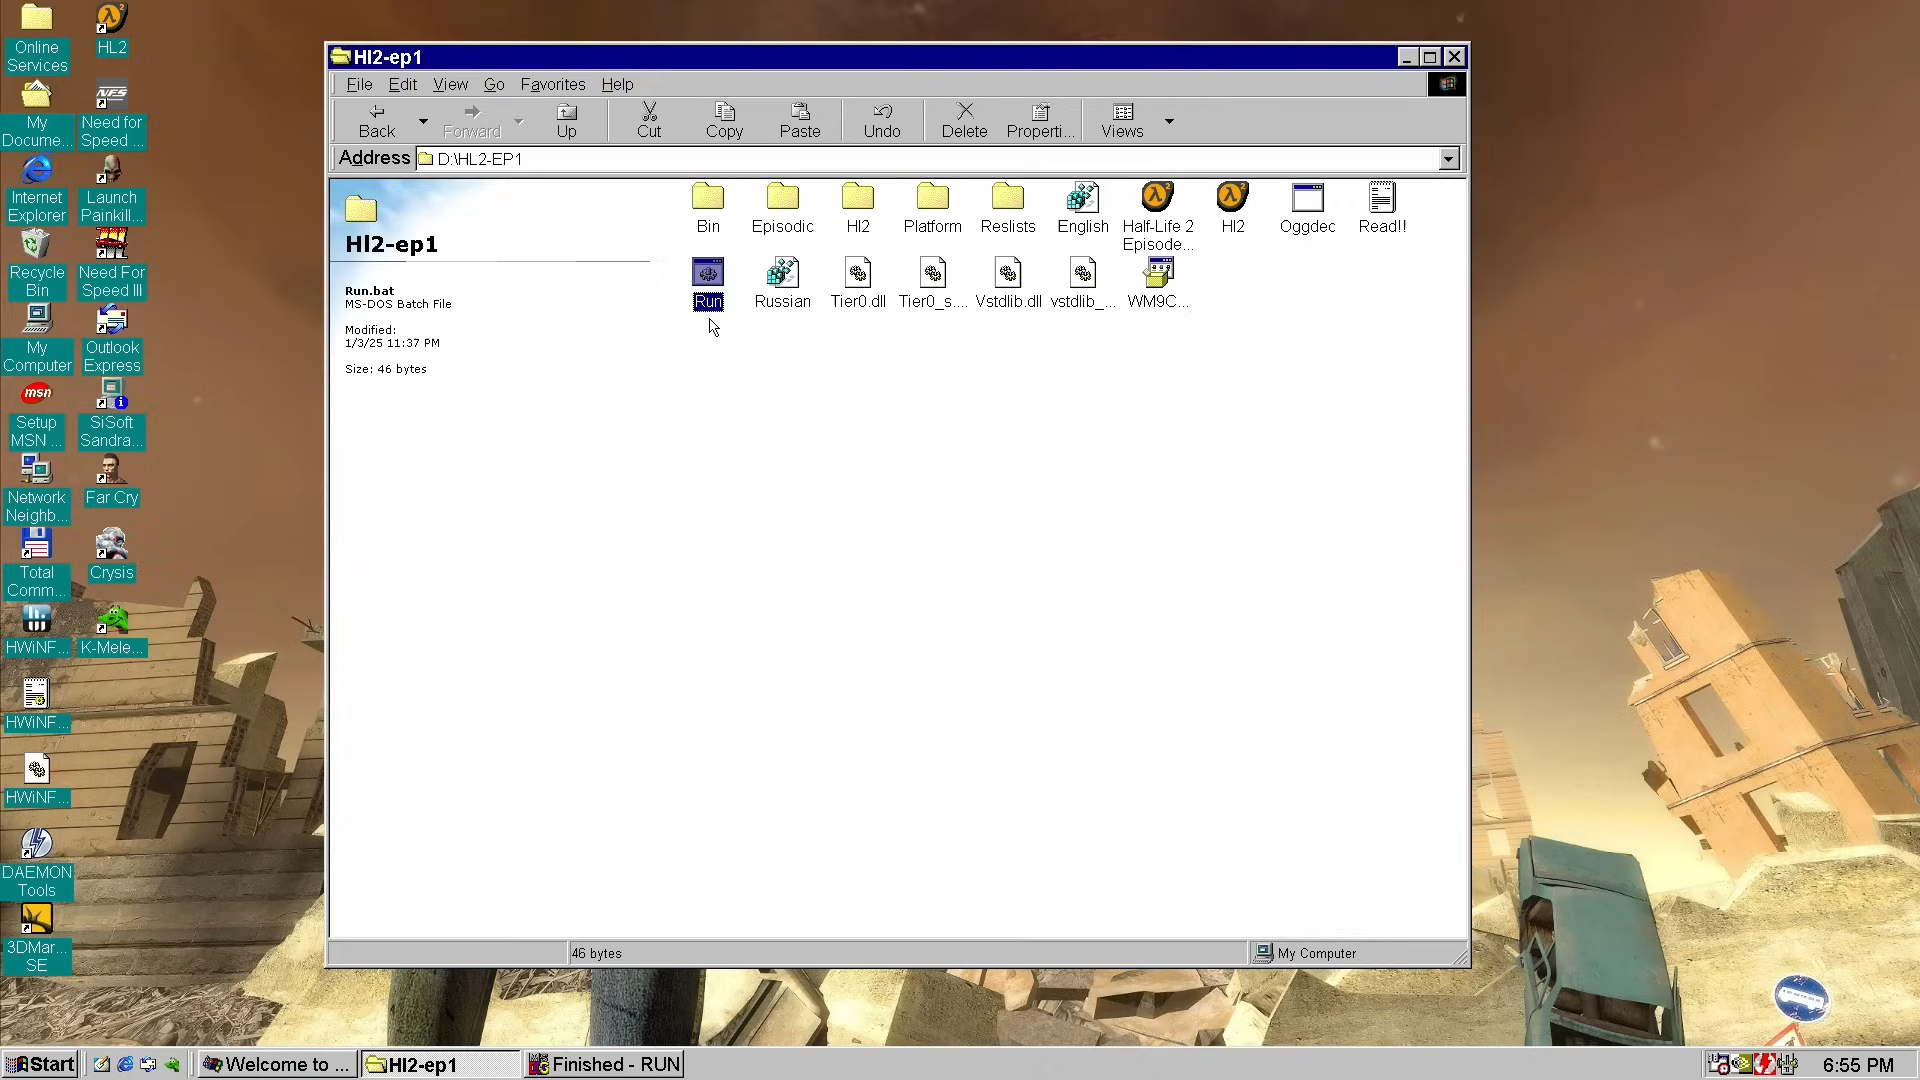 Online
Services
HL2
My
Docume...
Need for
Speed ...
Internet
Explorer
Launch
Painkill...
Recycle
Bin
Need For
Speed III
My
Computer
Outlook
Express
msn
Setup
MSN ...
SiSoft
Sandra...
Network
Neighb...
Far Cry
Total
Comm...
Crysis
HWiNF...
K-Mele...
HWiNF...
HWiNF...
DAEMON
Tools
3DMar...
SE
NFS
Hl2-ep1
File Edit View Go Favorites Help
Back Forward Up Cut Copy Paste Undo Delete Properti... Views
Address D:\HL2-EP1
Hl2-ep1
Run.bat
MS-DOS Batch File
Modified:
1/3/25 11:37 PM
Size: 46 bytes
Bin Episodic Hl2 Platform Reslists English Half-Life 2
Episode... Hl2 Oggdec Read!!
Run Russian Tier0.dll Tier0_s.... Vstdlib.dll vstdlib_... WM9C...
46 bytes My Computer
Start Welcome to ... Hl2-ep1 Finished - RUN 6:55 PM